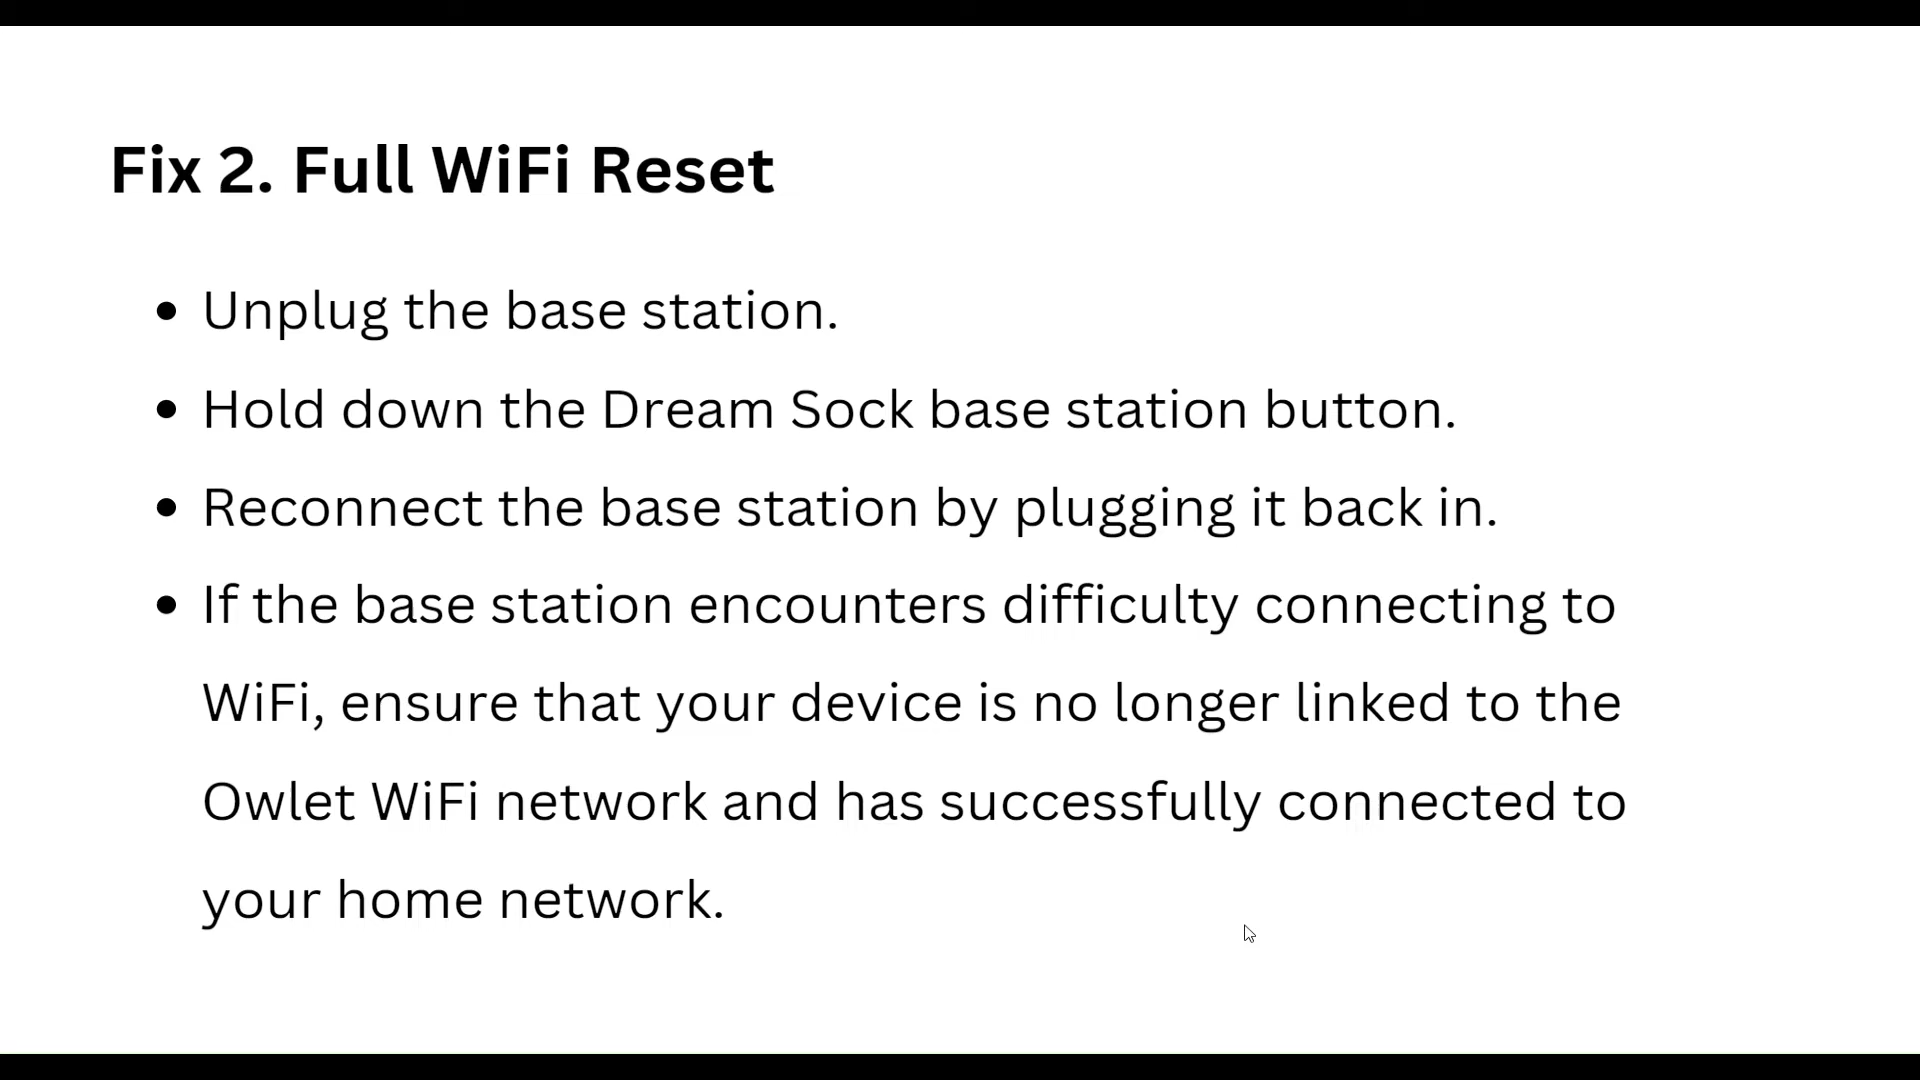 Fix 2. Full WiFi Reset
• Unplug the base station.
• Hold down the Dream Sock base station button.
• Reconnect the base station by plugging it back in.
• If the base station encounters difficulty connecting to
WiFi, ensure that your device is no longer linked to the
Owlet WiFi network and has successfully connected to
your home network.